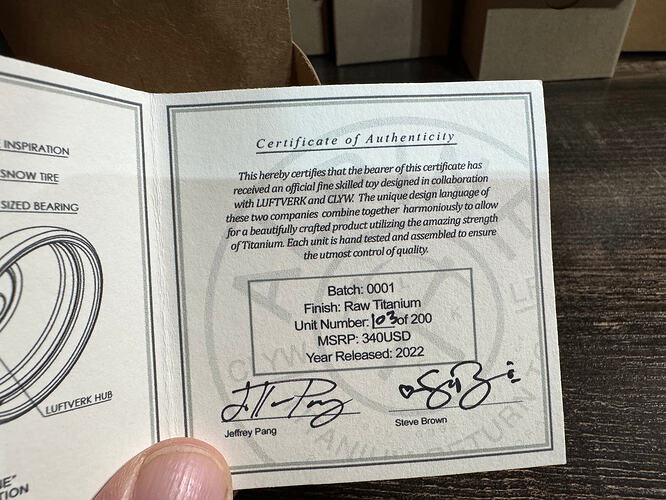 INSPIRATION
SNOW TIRE
SIZED BEARING
LUFTVERK HUB
Certificate of Authenticity
This hereby certifies that the bearer of this certificate has
received an official fine skilled toy designed in collaboration
with LUFTVERK and CLYW. The unique design language of
these two companies combine together harmoniously to allow
for a beautifully crafted product utilizing the amazing strength
of Titanium. Each unit is hand tested and assembled to ensure
the utmost control of quality.
Batch: 0001
Finish: Raw Titanium
Unit Number: 103 of 200
MSRP: 340USD
Year Released: 2022
Jeffrey Pang
Steve Brown